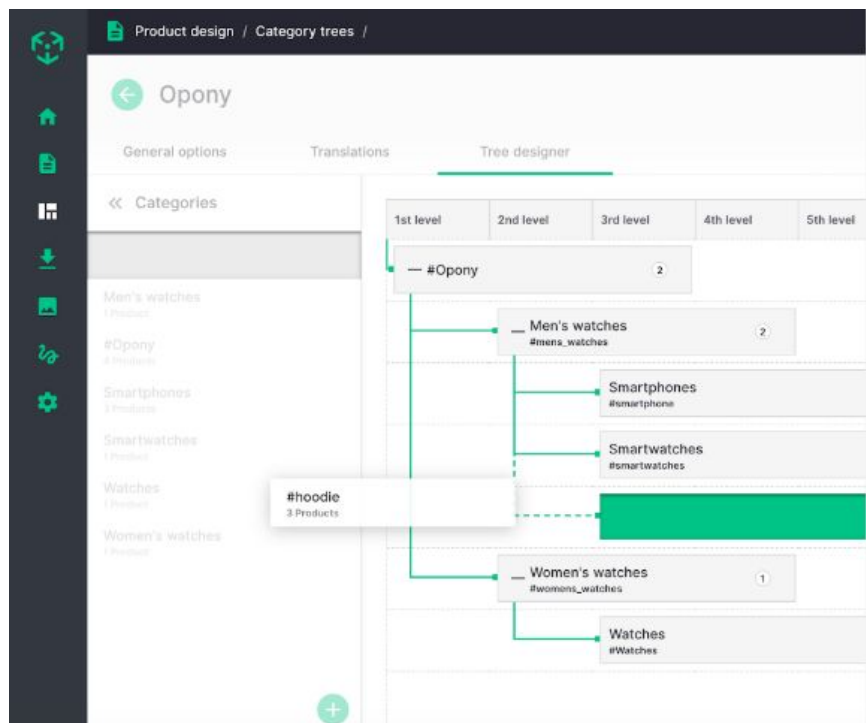 Product design / Category trees /
Opony
General options Translations Tree designer
Categories
1st level 2nd level 3rd level 4th level 5th level
#Opony 2
Men's watches 2
#mens_watches
Smartphones
#smartphone
Smartwatches
#smartwatches
Women's watches 1
#womens_watches
Watches
#Watches
#hoodie
3 Products
Men's watches
1 Product
#Opony
4 Products
Smartphones
3 Products
Smartwatches
1 Product
Watches
1 Product
Women's watches
1 Product